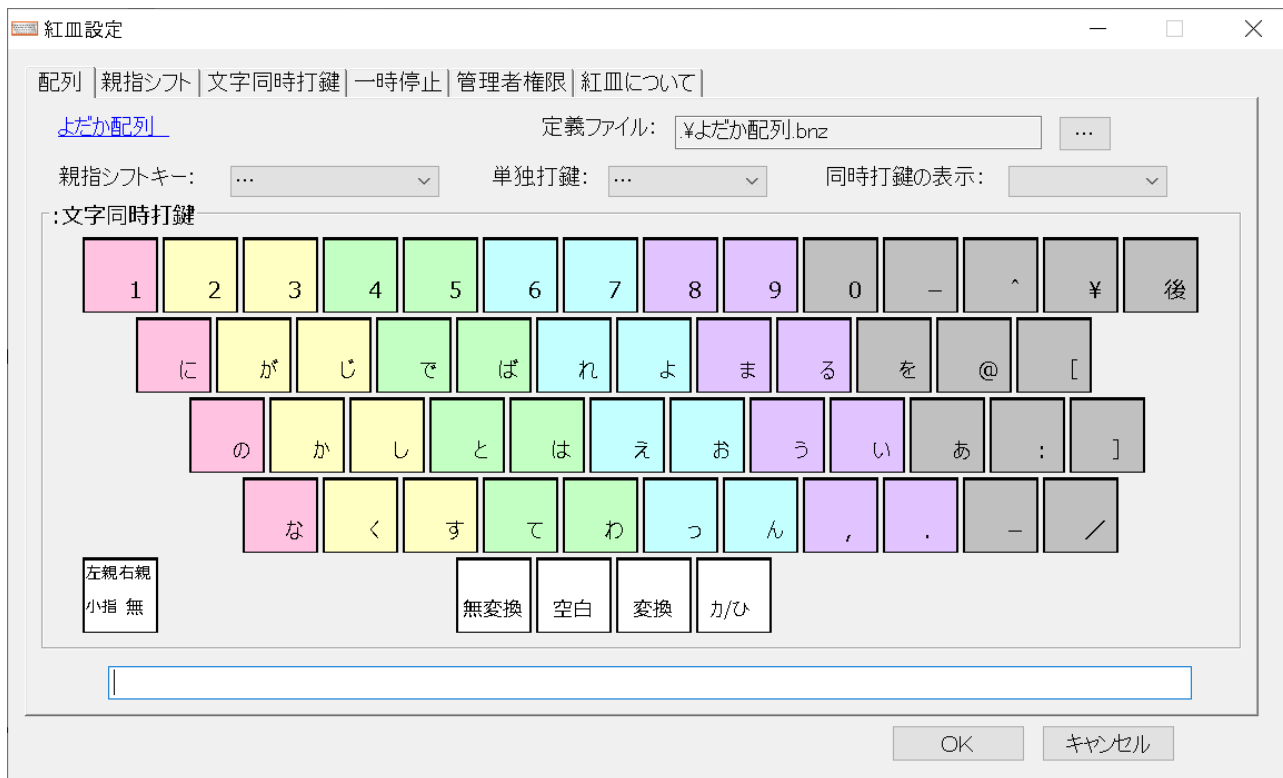 紅皿設定
配列 親指シフト 文字同時打鍵 一時停止 管理者権限 紅皿について
よだか配列 定義ファイル: .¥よだか配列.bnz ...
親指シフトキー: ... 単独打鍵: ... 同時打鍵の表示:
:文字同時打鍵
1 2 3 4 5 6 7 8 9 0 － ＾ ¥ 後
に が じ で ば れ よ ま る を @ [
の か し と は え お う い あ : ]
な く す て わ っ ん , . － ／
左親右親
小指 無 無変換 空白 変換 カ/ひ
OK キャンセル